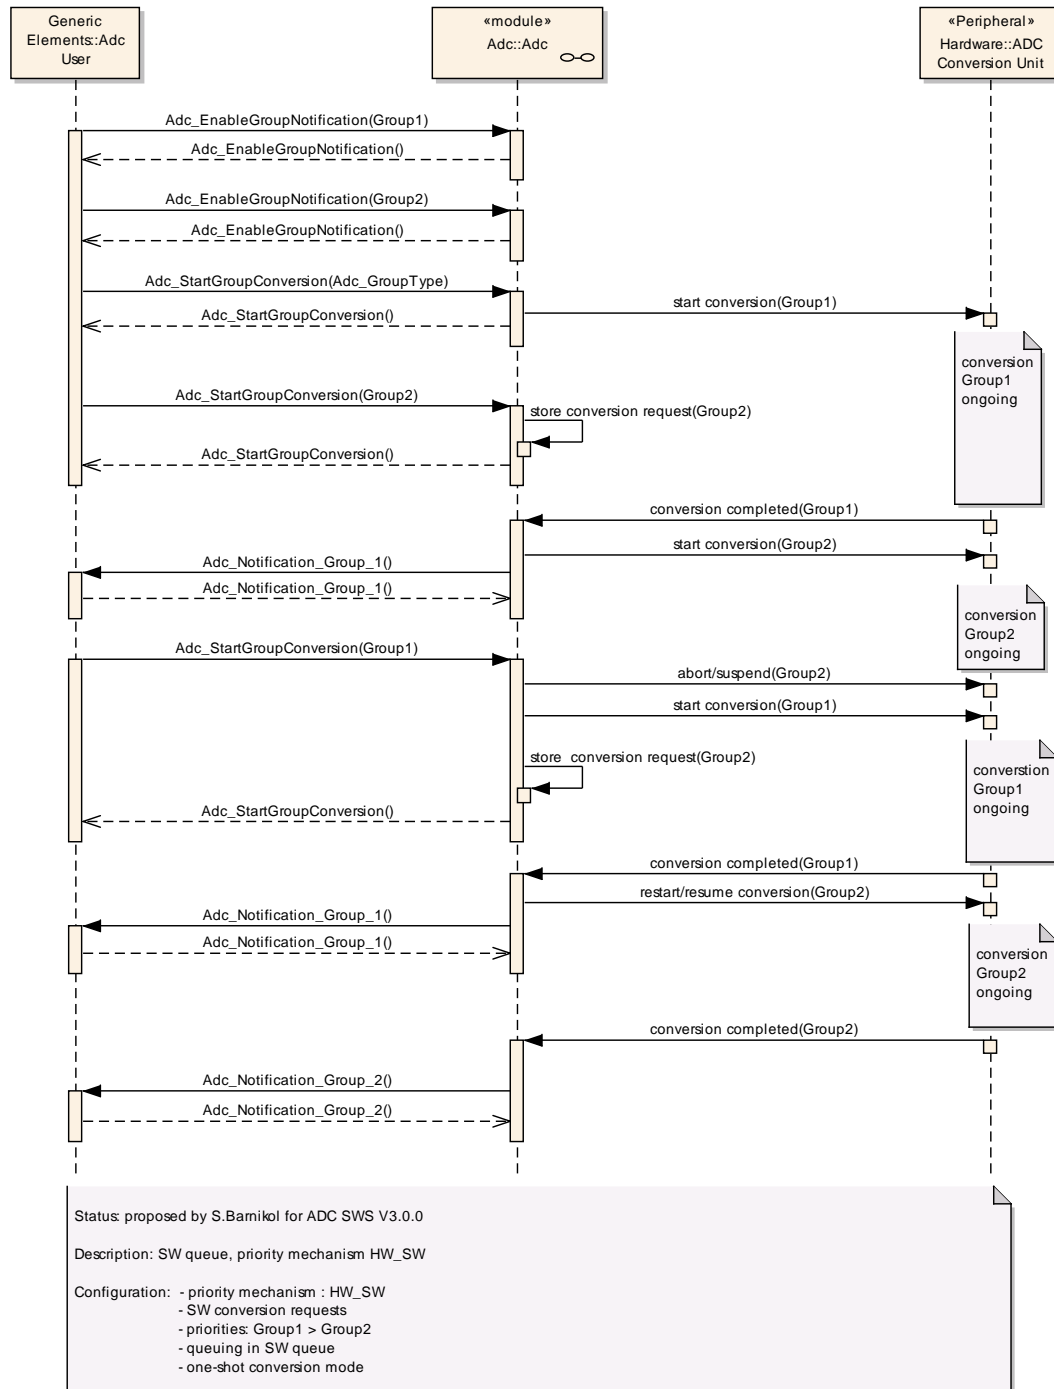 Generic
Elements::Adc
User
«module»
Adc::Adc
«Peripheral»
Hardware::ADC
Conversion Unit
Adc_EnableGroupNotification(Group1)
Adc_EnableGroupNotification()
Adc_EnableGroupNotification(Group2)
Adc_EnableGroupNotification()
Adc_StartGroupConversion(Adc_GroupType)
start conversion(Group1)
Adc_StartGroupConversion()
conversion
Group1
ongoing
Adc_StartGroupConversion(Group2)
store conversion request(Group2)
Adc_StartGroupConversion()
conversion completed(Group1)
start conversion(Group2)
Adc_Notification_Group_1()
Adc_Notification_Group_1()
conversion
Group2
ongoing
Adc_StartGroupConversion(Group1)
abort/suspend(Group2)
start conversion(Group1)
store conversion request(Group2)
converstion
Group1
ongoing
Adc_StartGroupConversion()
conversion completed(Group1)
restart/resume conversion(Group2)
Adc_Notification_Group_1()
Adc_Notification_Group_1()
conversion
Group2
ongoing
conversion completed(Group2)
Adc_Notification_Group_2()
Adc_Notification_Group_2()
Status: proposed by S.Barnikol for ADC SWS V3.0.0
Description: SW queue, priority mechanism HW_SW
Configuration: - priority mechanism : HW_SW
- SW conversion requests
- priorities: Group1 > Group2
- queuing in SW queue
- one-shot conversion mode